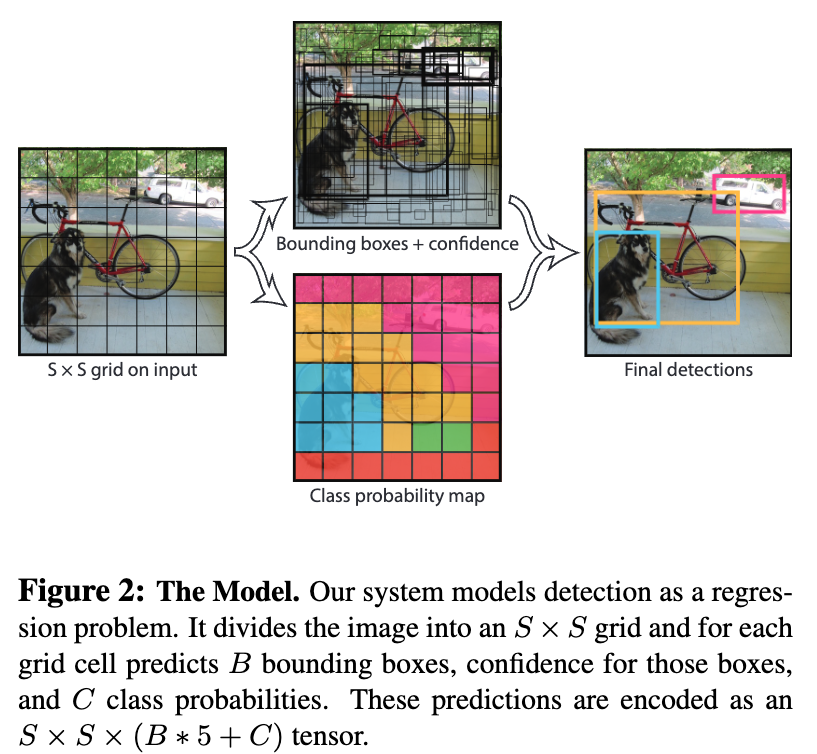 Bounding boxes + confidence
S × S grid on input
Final detections
Class probability map
Figure 2: The Model. Our system models detection as a regres-
sion problem. It divides the image into an S × S grid and for each
grid cell predicts B bounding boxes, confidence for those boxes,
and C class probabilities. These predictions are encoded as an
S × S × (B ∗ 5 + C) tensor.